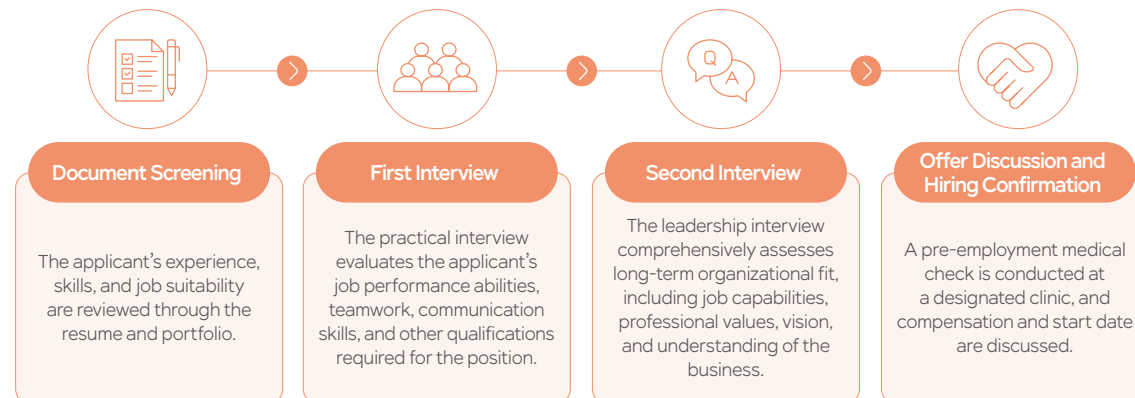 Q
A
Document Screening
The applicant's experience,
skills, and job suitability
are reviewed through the
resume and portfolio.
First Interview
The practical interview
evaluates the applicant's
job performance abilities,
teamwork, communication
skills, and other qualifications
required for the position.
Second Interview
The leadership interview
comprehensively assesses
long-term organizational fit,
including job capabilities,
professional values, vision,
and understanding of the
business.
Offer Discussion and
Hiring Confirmation
A pre-employment medical
check is conducted at
a designated clinic, and
compensation and start date
are discussed.